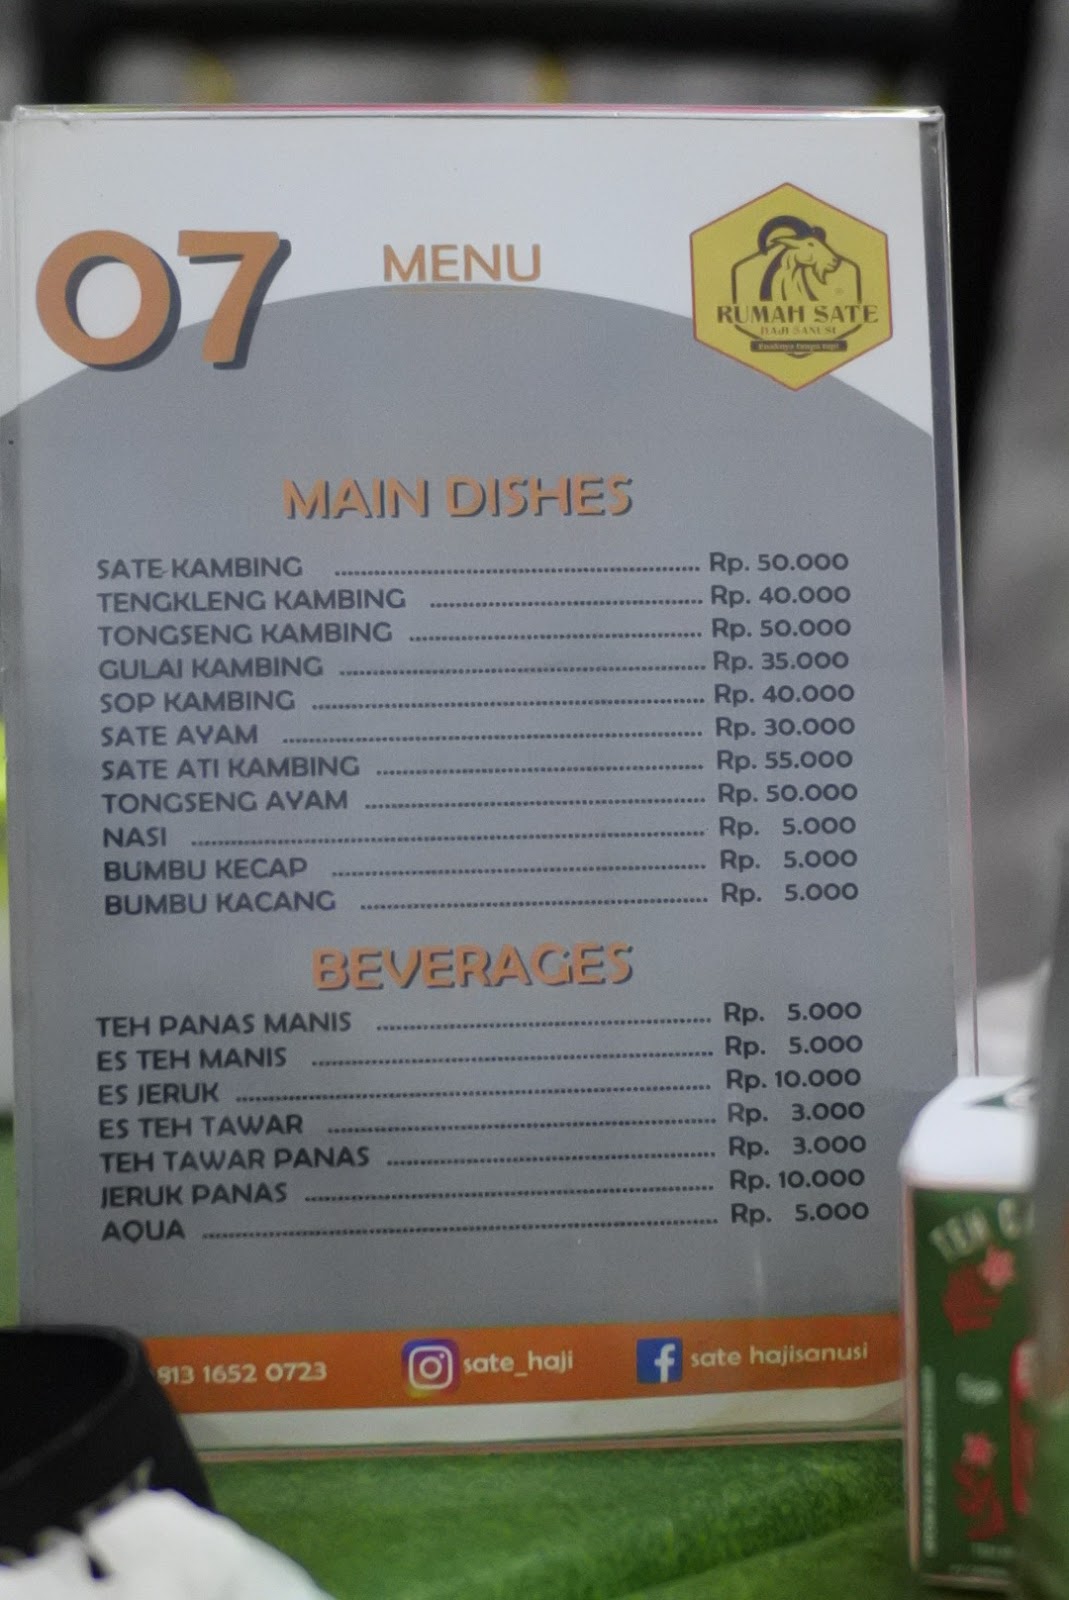 07
MENU
RUMAH SATE
HAJI SANUSI
MAIN DISHES
SATE KAMBING Rp. 50.000
TENGKLENG KAMBING Rp. 40.000
TONGSENG KAMBING Rp. 50.000
GULAI KAMBING Rp. 35.000
SOP KAMBING Rp. 40.000
SATE AYAM Rp. 30.000
SATE ATI KAMBING Rp. 55.000
TONGSENG AYAM Rp. 50.000
NASI Rp. 5.000
BUMBU KECAP Rp. 5.000
BUMBU KACANG Rp. 5.000
BEVERAGES
TEH PANAS MANIS Rp. 5.000
ES TEH MANIS Rp. 5.000
ES JERUK Rp. 10.000
ES TEH TAWAR Rp. 3.000
TEH TAWAR PANAS Rp. 3.000
JERUK PANAS Rp. 10.000
AQUA Rp. 5.000
813 1652 0723 sate_haji sate hajisanusi
TEH